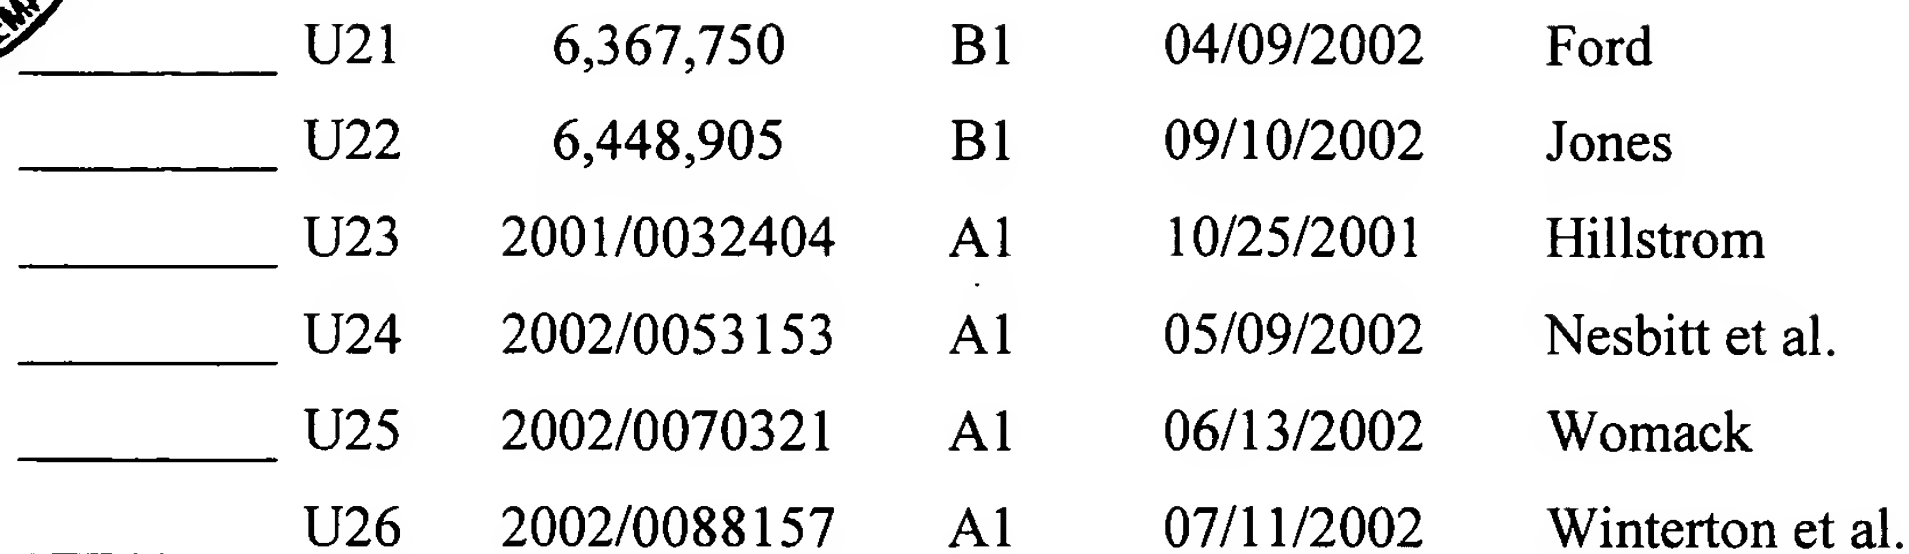 U21 6,367,750 B1 04/09/2002 Ford
U22 6,448,905 B1 09/10/2002 Jones
U23 2001/0032404 A1 10/25/2001 Hillstrom
U24 2002/0053153 A1 05/09/2002 Nesbitt et al.
U25 2002/0070321 A1 06/13/2002 Womack
U26 2002/0088157 A1 07/11/2002 Winterton et al.